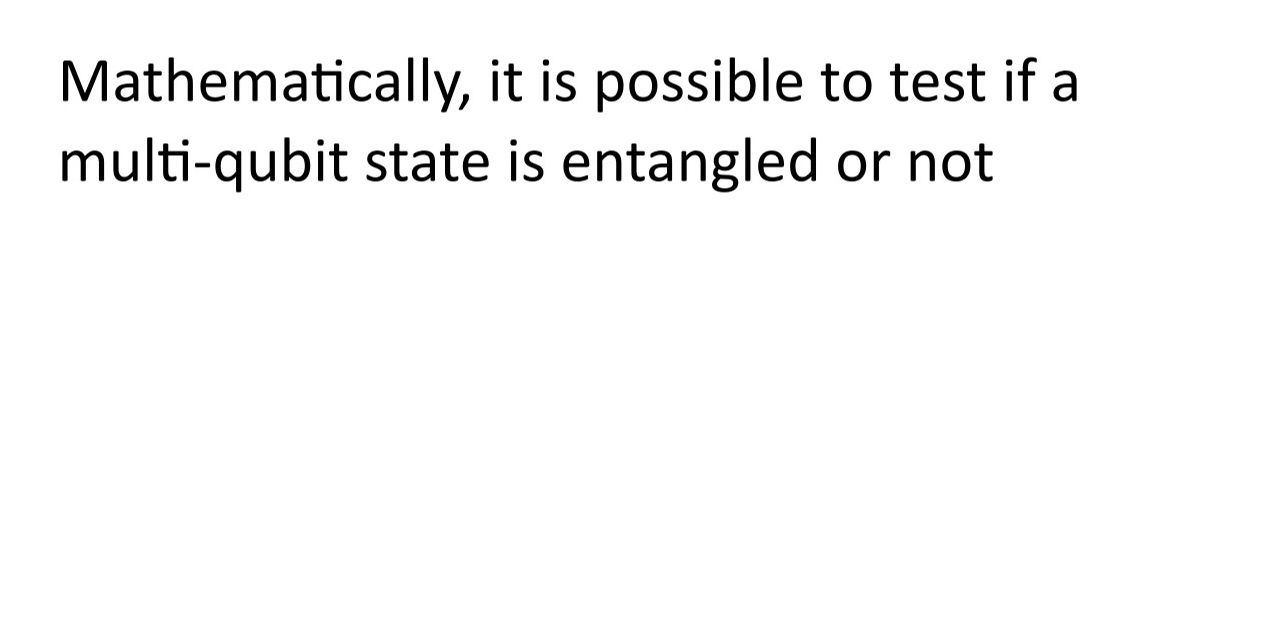 Mathematically, it is possible to test if a
multi-qubit state is entangled or not